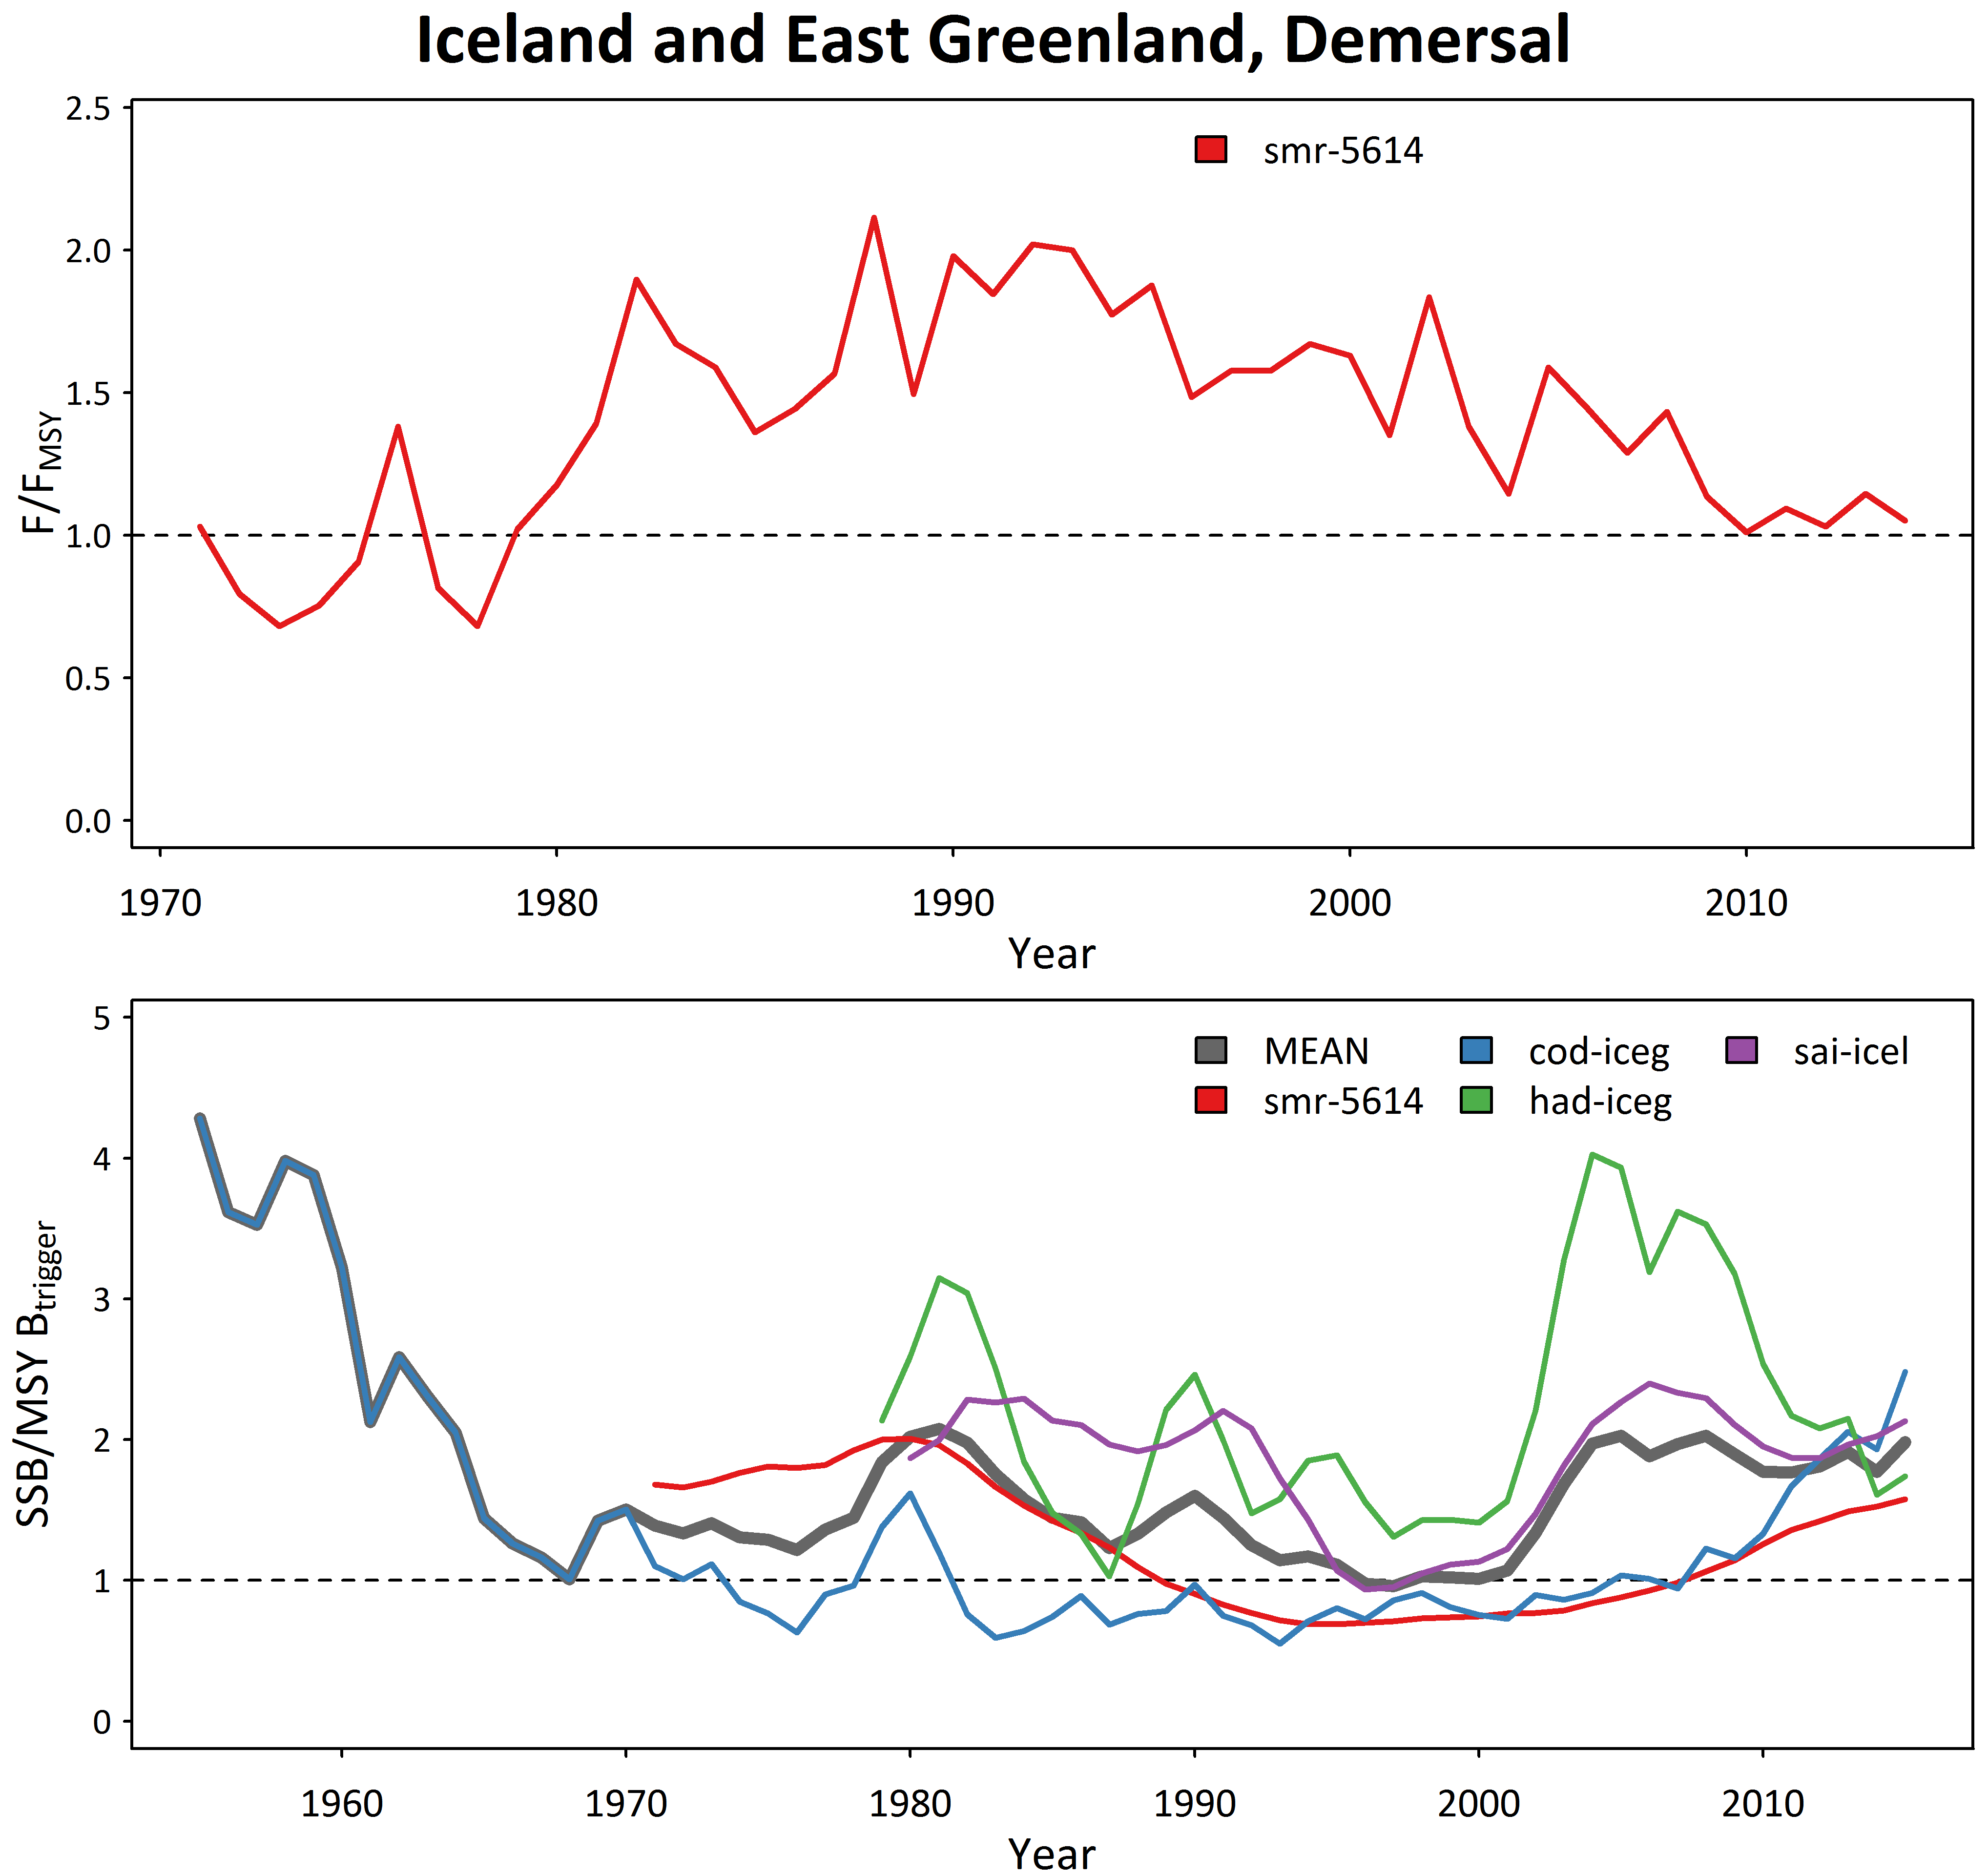 Iceland and East Greenland, Demersal
2.5
2.0
1.5
1.0
0.5
0.0
F/FMSY
smr-5614
1970 1980 1990 2000 2010
Year
5
4
3
2
1
0
SSB/MSY Btrigger
MEAN cod-iceg sai-icel
smr-5614 had-iceg
1960 1970 1980 1990 2000 2010
Year